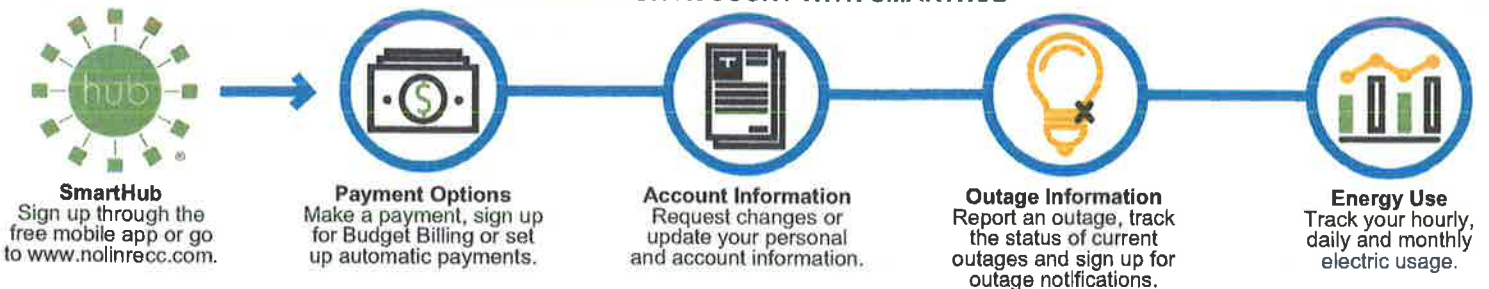 hub
®
SmartHub
Sign up through the
free mobile app or go
to www.nolinrecc.com.
$
Payment Options
Make a payment, sign up
for Budget Billing or set
up automatic payments.
T
Account Information
Request changes or
update your personal
and account information.
Outage Information
Report an outage, track
the status of current
outages and sign up for
outage notifications.
Energy Use
Track your hourly,
daily and monthly
electric usage.